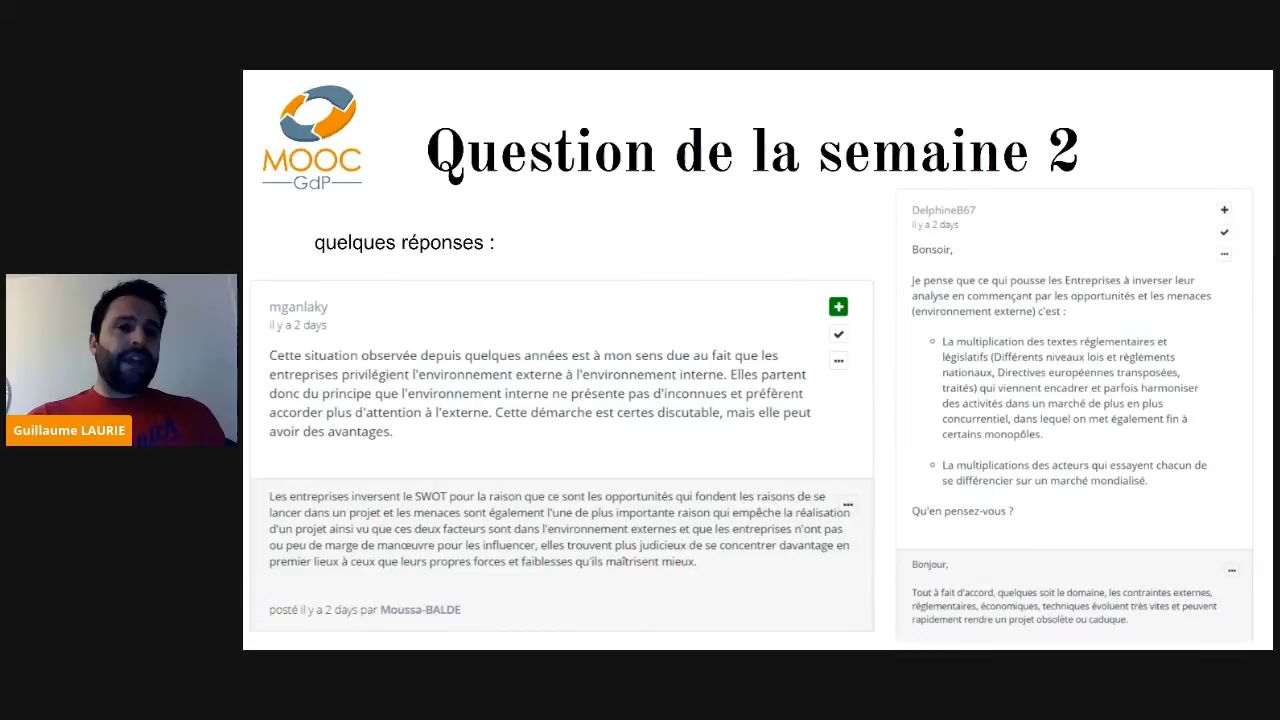 MOOC
GdP
Question de la semaine 2
quelques réponses :
mganlaky
il y a 2 days
Cette situation observée depuis quelques années est à mon sens due au fait que les
entreprises privilégient l'environnement externe à l'environnement interne. Elles partent
donc du principe que l'environnement interne ne présente pas d'inconnues et préfèrent
accorder plus d'attention à l'externe. Cette démarche est certes discutable, mais elle peut
avoir des avantages.
Les entreprises inversent le SWOT pour la raison que ce sont les opportunités qui fondent les raisons de se
lancer dans un projet et les menaces sont également l'une de plus importante raison qui empêche la réalisation
d'un projet ainsi vu que ces deux facteurs sont dans l'environnement externes et que les entreprises n'ont pas
ou peu de marge de manœuvre pour les influencer, elles trouvent plus judicieux de se concentrer davantage en
premier lieux à ceux que leurs propres forces et faiblesses qu'ils maîtrisent mieux.
posté il y a 2 days par Moussa-BALDE
DelphineB67
il y a 2 days
Bonsoir,
Je pense que ce qui pousse les Entreprises à inverser leur
analyse en commençant par les opportunités et les menaces
(environnement externe) c'est :
La multiplication des textes réglementaires et
législatifs (Différents niveaux lois et règlements
nationaux, Directives européennes transposées,
traités) qui viennent encadrer et parfois harmoniser
des activités dans un marché de plus en plus
concurrentiel, dans lequel on met également fin à
certains monopôles.
La multiplications des acteurs qui essayent chacun de
se différencier sur un marché mondialisé.
Qu'en pensez-vous ?
Bonjour,
Tout à fait d'accord, quelques soit le domaine, les contraintes externes,
réglementaires, économiques, techniques évoluent très vites et peuvent
rapidement rendre un projet obsolète ou caduque.
Guillaume LAURIE